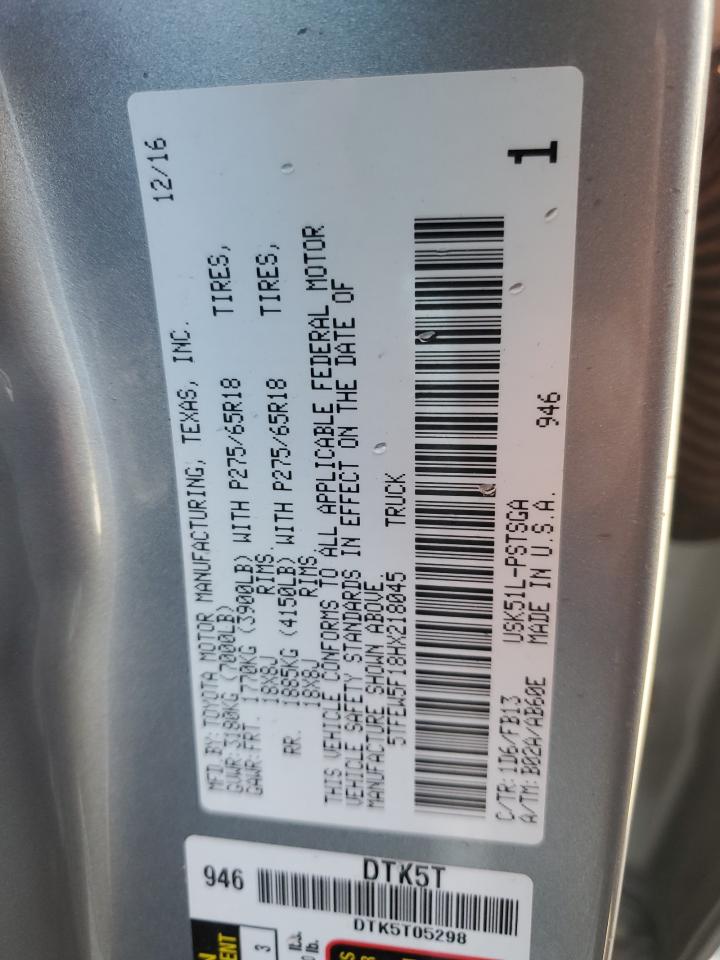 12/16
MFD. BY: TOYOTA MOTOR MANUFACTURING, TEXAS, INC.
GVWR: 3180KG (7000LB)
GAWR: FRT. 1770KG (3900LB) WITH P275/65R18 TIRES,
18X8J RIMS.
RR. 1885KG (4150LB) WITH P275/65R18 TIRES,
18X8J RIMS.
THIS VEHICLE CONFORMS TO ALL APPLICABLE FEDERAL MOTOR
VEHICLE SAFETY STANDARDS IN EFFECT ON THE DATE OF
MANUFACTURE SHOWN ABOVE.
5TFEW5F18HX218045 TRUCK
C/TR: 1D6/FB13 USK51L-PSTSGA 946
A/TM: B02A/AB60E MADE IN U.S.A.
1
946
DTK5T
DTK5T05298
3
lb.